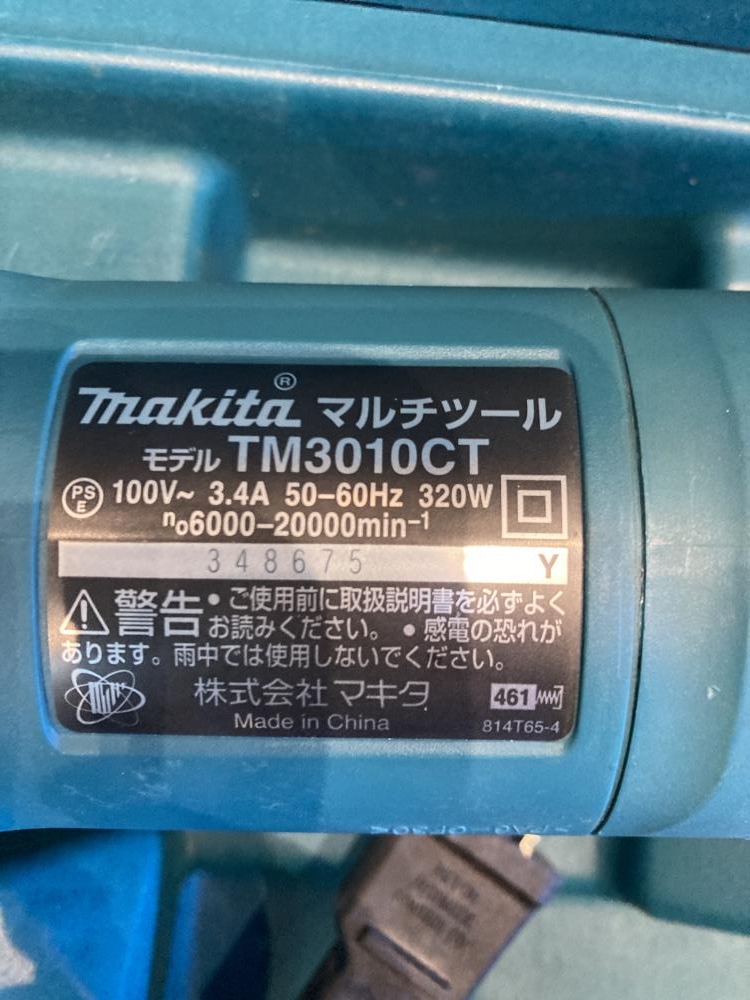 makita® マルチツール
モデル TM3010CT
PSE 100V~ 3.4A 50-60Hz 320W
n₀6000-20000min⁻¹
348675 Y
⚠警告 • ご使用前に取扱説明書を必ずよく
お読みください。 • 感電の恐れが
あります。雨中では使用しないでください。
株式会社 マキタ 461
Made in China 814T65-4